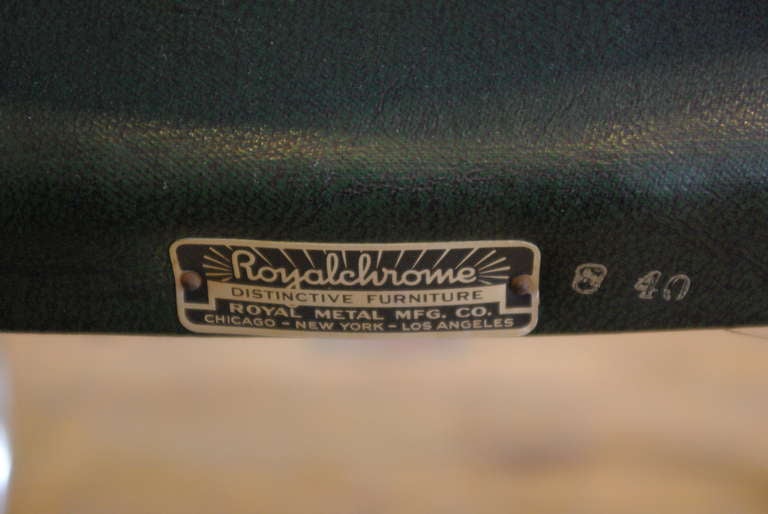 Royalchrome
DISTINCTIVE FURNITURE
ROYAL METAL MFG. CO.
CHICAGO - NEW YORK - LOS ANGELES
8 40